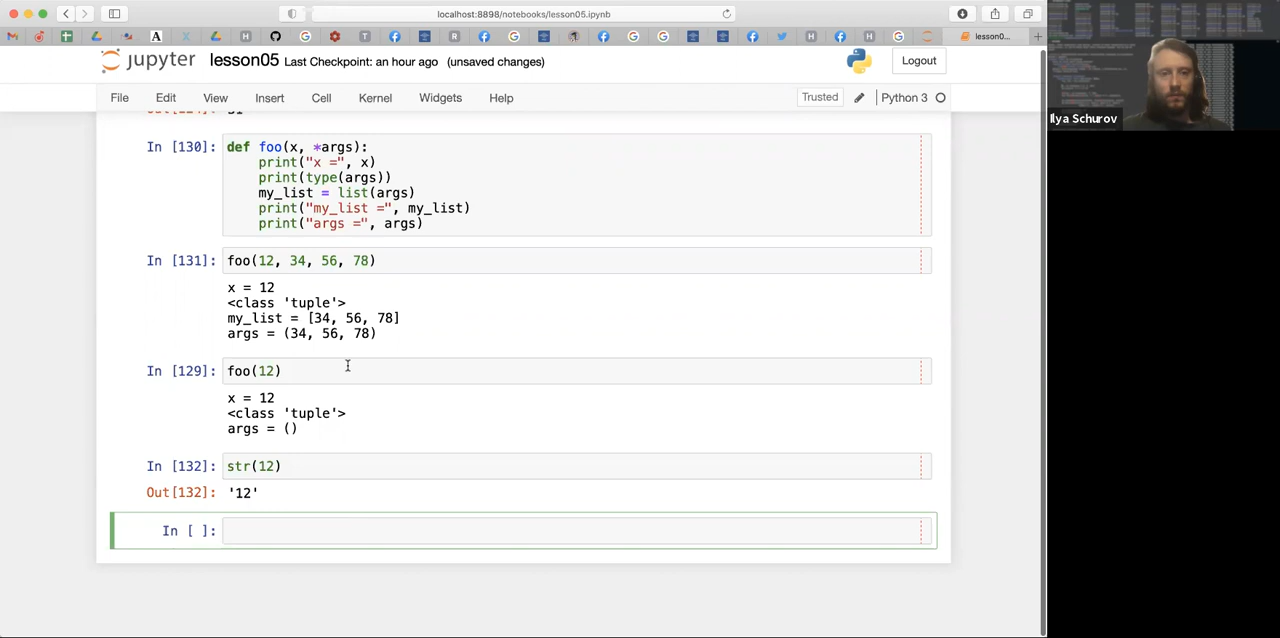 localhost:8898/notebooks/lesson05.ipynb
lesson0...
jupyter lesson05 Last Checkpoint: an hour ago (unsaved changes)
Logout
File Edit View Insert Cell Kernel Widgets Help
Trusted Python 3
Ilya Schurov
In [130]: def foo(x, *args):
print("x =", x)
print(type(args))
my_list = list(args)
print("my_list =", my_list)
print("args =", args)
In [131]: foo(12, 34, 56, 78)
x = 12
<class 'tuple'>
my_list = [34, 56, 78]
args = (34, 56, 78)
In [129]: foo(12)
x = 12
<class 'tuple'>
args = ()
In [132]: str(12)
Out[132]: '12'
In [ ]: